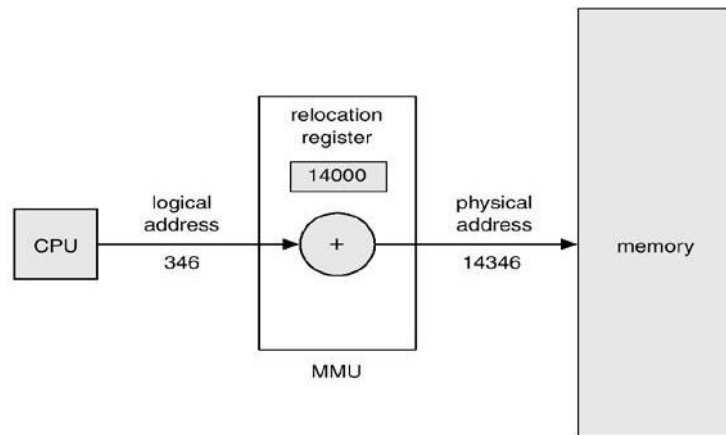 relocation
register
14000
logical
address
346
CPU
+
physical
address
14346
memory
MMU